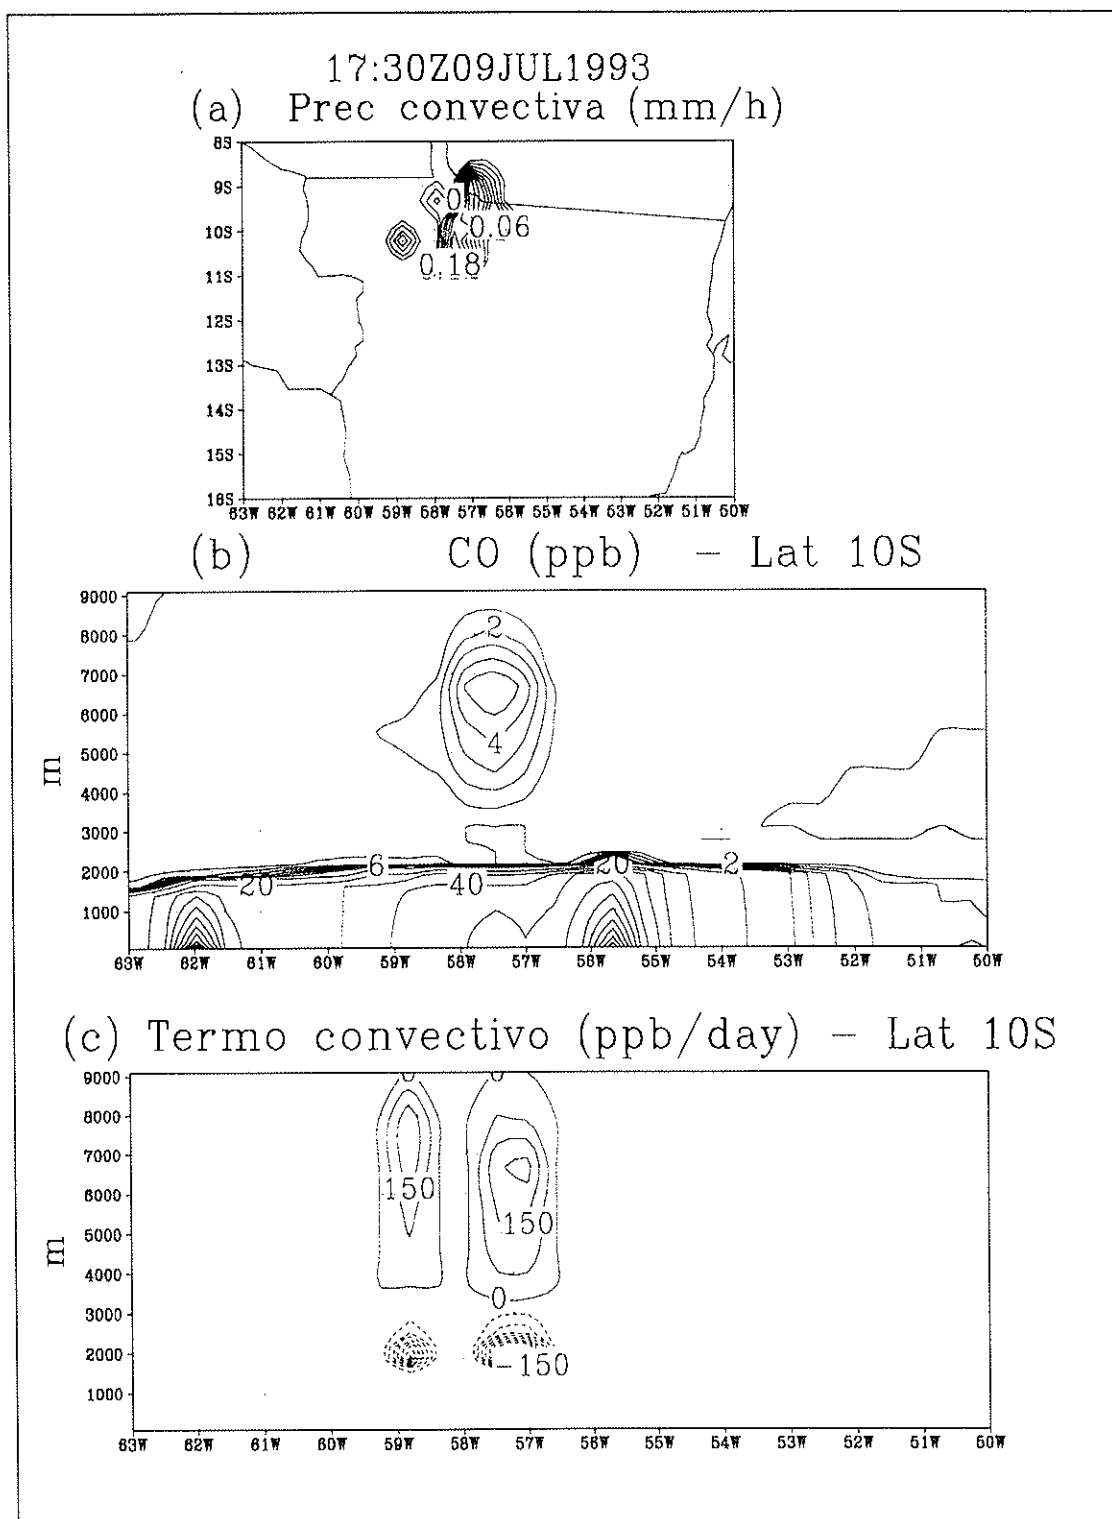 17:30Z09JUL1993
(a) Prec convectiva (mm/h)
8S
9S
10S
11S
12S
13S
14S
15S
16S
0
0.06
0.18
63W 62W 61W 60W 59W 58W 57W 56W 55W 54W 53W 52W 51W 50W
(b) CO (ppb) - Lat 10S
9000
8000
7000
6000
5000
4000
3000
2000
1000
m
2
4
6
20
2
20
40
63W 62W 61W 60W 59W 58W 57W 56W 55W 54W 53W 52W 51W 50W
(c) Termo convectivo (ppb/day) - Lat 10S
9000
8000
7000
6000
5000
4000
3000
2000
1000
m
0
0
150
150
0
-150
63W 62W 61W 60W 59W 58W 57W 56W 55W 54W 53W 52W 51W 50W